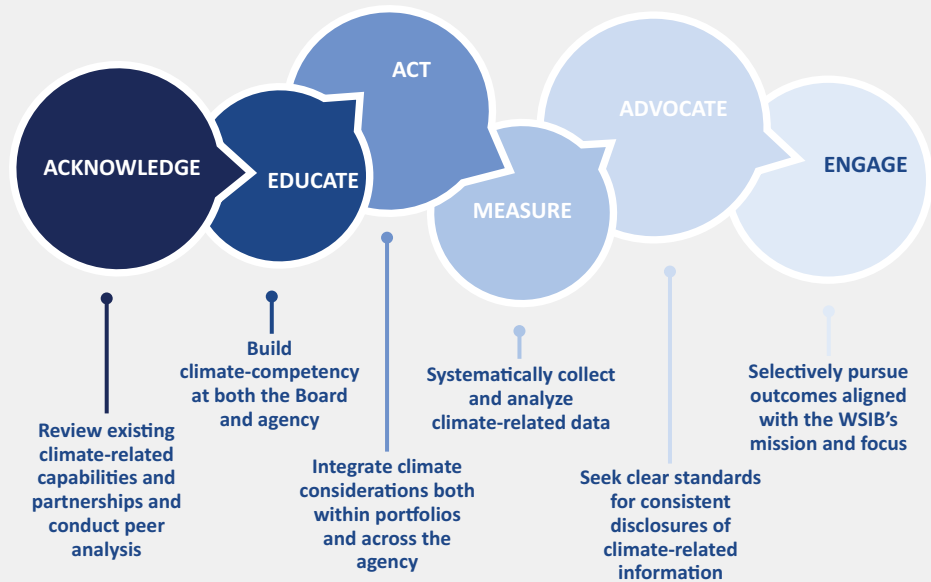 ACKNOWLEDGE
EDUCATE
ACT
MEASURE
ADVOCATE
ENGAGE
Review existing
climate-related
capabilities and
partnerships and
conduct peer
analysis
Build
climate-competency
at both the Board
and agency
Integrate climate
considerations both
within portfolios
and across the
agency
Systematically collect
and analyze
climate-related data
Seek clear standards
for consistent
disclosures of
climate-related
information
Selectively pursue
outcomes aligned
with the WSIB’s
mission and focus